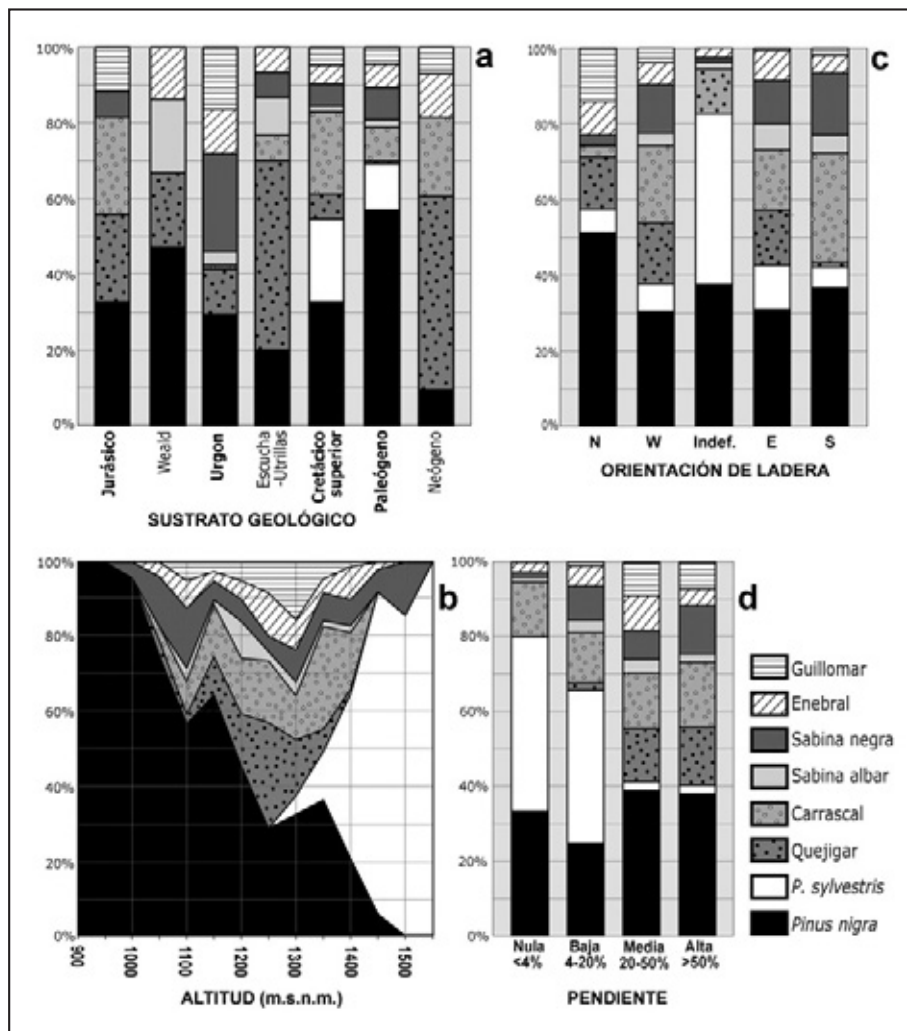 a
100%
80%
60%
40%
20%
0%
Jurásico
Weald
Urgon
Escucha
-Utrillas
Cretácico
superior
Paleógeno
Neógeno
SUSTRATO GEOLÓGICO
c
100%
80%
60%
40%
20%
0%
N
W
Indef.
E
S
ORIENTACIÓN DE LADERA
b
100%
80%
60%
40%
20%
0%
900
1000
1100
1200
1300
1400
1500
ALTITUD (m.s.n.m.)
d
100%
80%
60%
40%
20%
0%
Nula
<4%
Baja
4-20%
Media
20-50%
Alta
>50%
PENDIENTE
Guillomar
Enebral
Sabina negra
Sabina albar
Carrascal
Quejigar
P. sylvestris
Pinus nigra